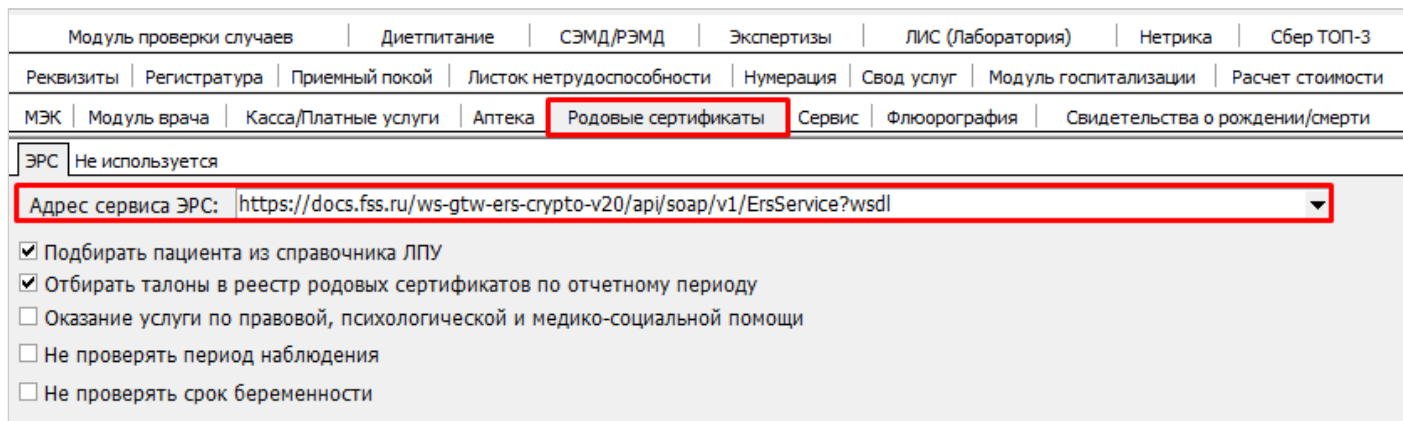 Модуль проверки случаев Диетпитание СЭМД/РЭМД Экспертизы ЛИС (Лаборатория) Нетрика Сбер ТОП-3
Реквизиты Регистратура Приемный покой Листок нетрудоспособности Нумерация Свод услуг Модуль госпитализации Расчет стоимости
МЭК Модуль врача Касса/Платные услуги Аптека Родовые сертификаты Сервис Флюорография Свидетельства о рождении/смерти
ЭРС Не используется
Адрес сервиса ЭРС: https://docs.fss.ru/ws-gtw-ers-crypto-v20/api/soap/v1/ErsService?wsdl
Подбирать пациента из справочника ЛПУ
Отбирать талоны в реестр родовых сертификатов по отчетному периоду
Оказание услуги по правовой, психологической и медико-социальной помощи
Не проверять период наблюдения
Не проверять срок беременности